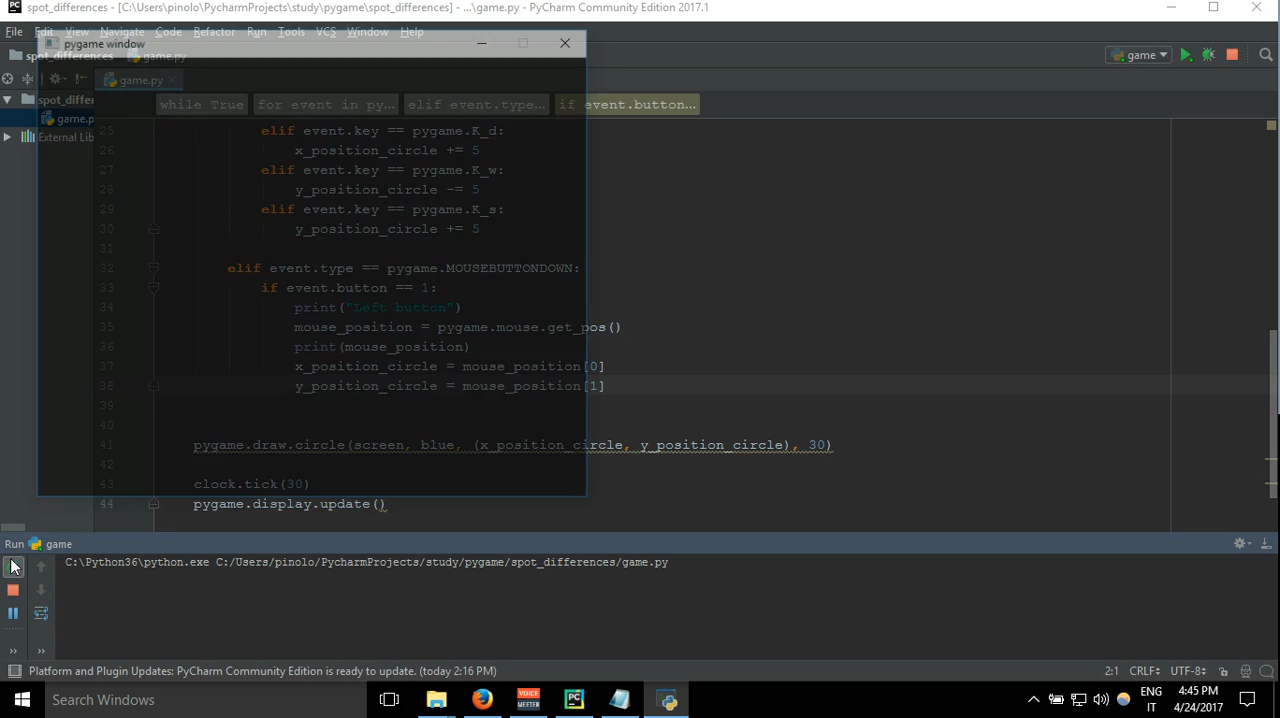 spot_differences - [C:\Users\pinolo\PycharmProjects\study\pygame\spot_differences] - ...\game.py - PyCharm Community Edition 2017.1
File Edit View Navigate Code Refactor Run Tools VCS Window Help
pygame window
spot_differences game.py
game
game.py
spot_differ
while True for event in py... elif event.type... if event.button...
game.p
External Lib
25 elif event.key == pygame.K_d:
26 x_position_circle += 5
27 elif event.key == pygame.K_w:
28 y_position_circle -= 5
29 elif event.key == pygame.K_s:
30 y_position_circle += 5
31
32 elif event.type == pygame.MOUSEBUTTONDOWN:
33 if event.button == 1:
34 print("Left button")
35 mouse_position = pygame.mouse.get_pos()
36 print(mouse_position)
37 x_position_circle = mouse_position[0]
38 y_position_circle = mouse_position[1]
39
40
41 pygame.draw.circle(screen, blue, (x_position_circle, y_position_circle), 30)
42
43 clock.tick(30)
44 pygame.display.update()
Run game
C:\Python36\python.exe C:/Users/pinolo/PycharmProjects/study/pygame/spot_differences/game.py
Platform and Plugin Updates: PyCharm Community Edition is ready to update. (today 2:16 PM) 2:1 CRLF UTF-8
Search Windows
VOICE
MEETER
PC
ENG
IT
4:45 PM
4/24/2017